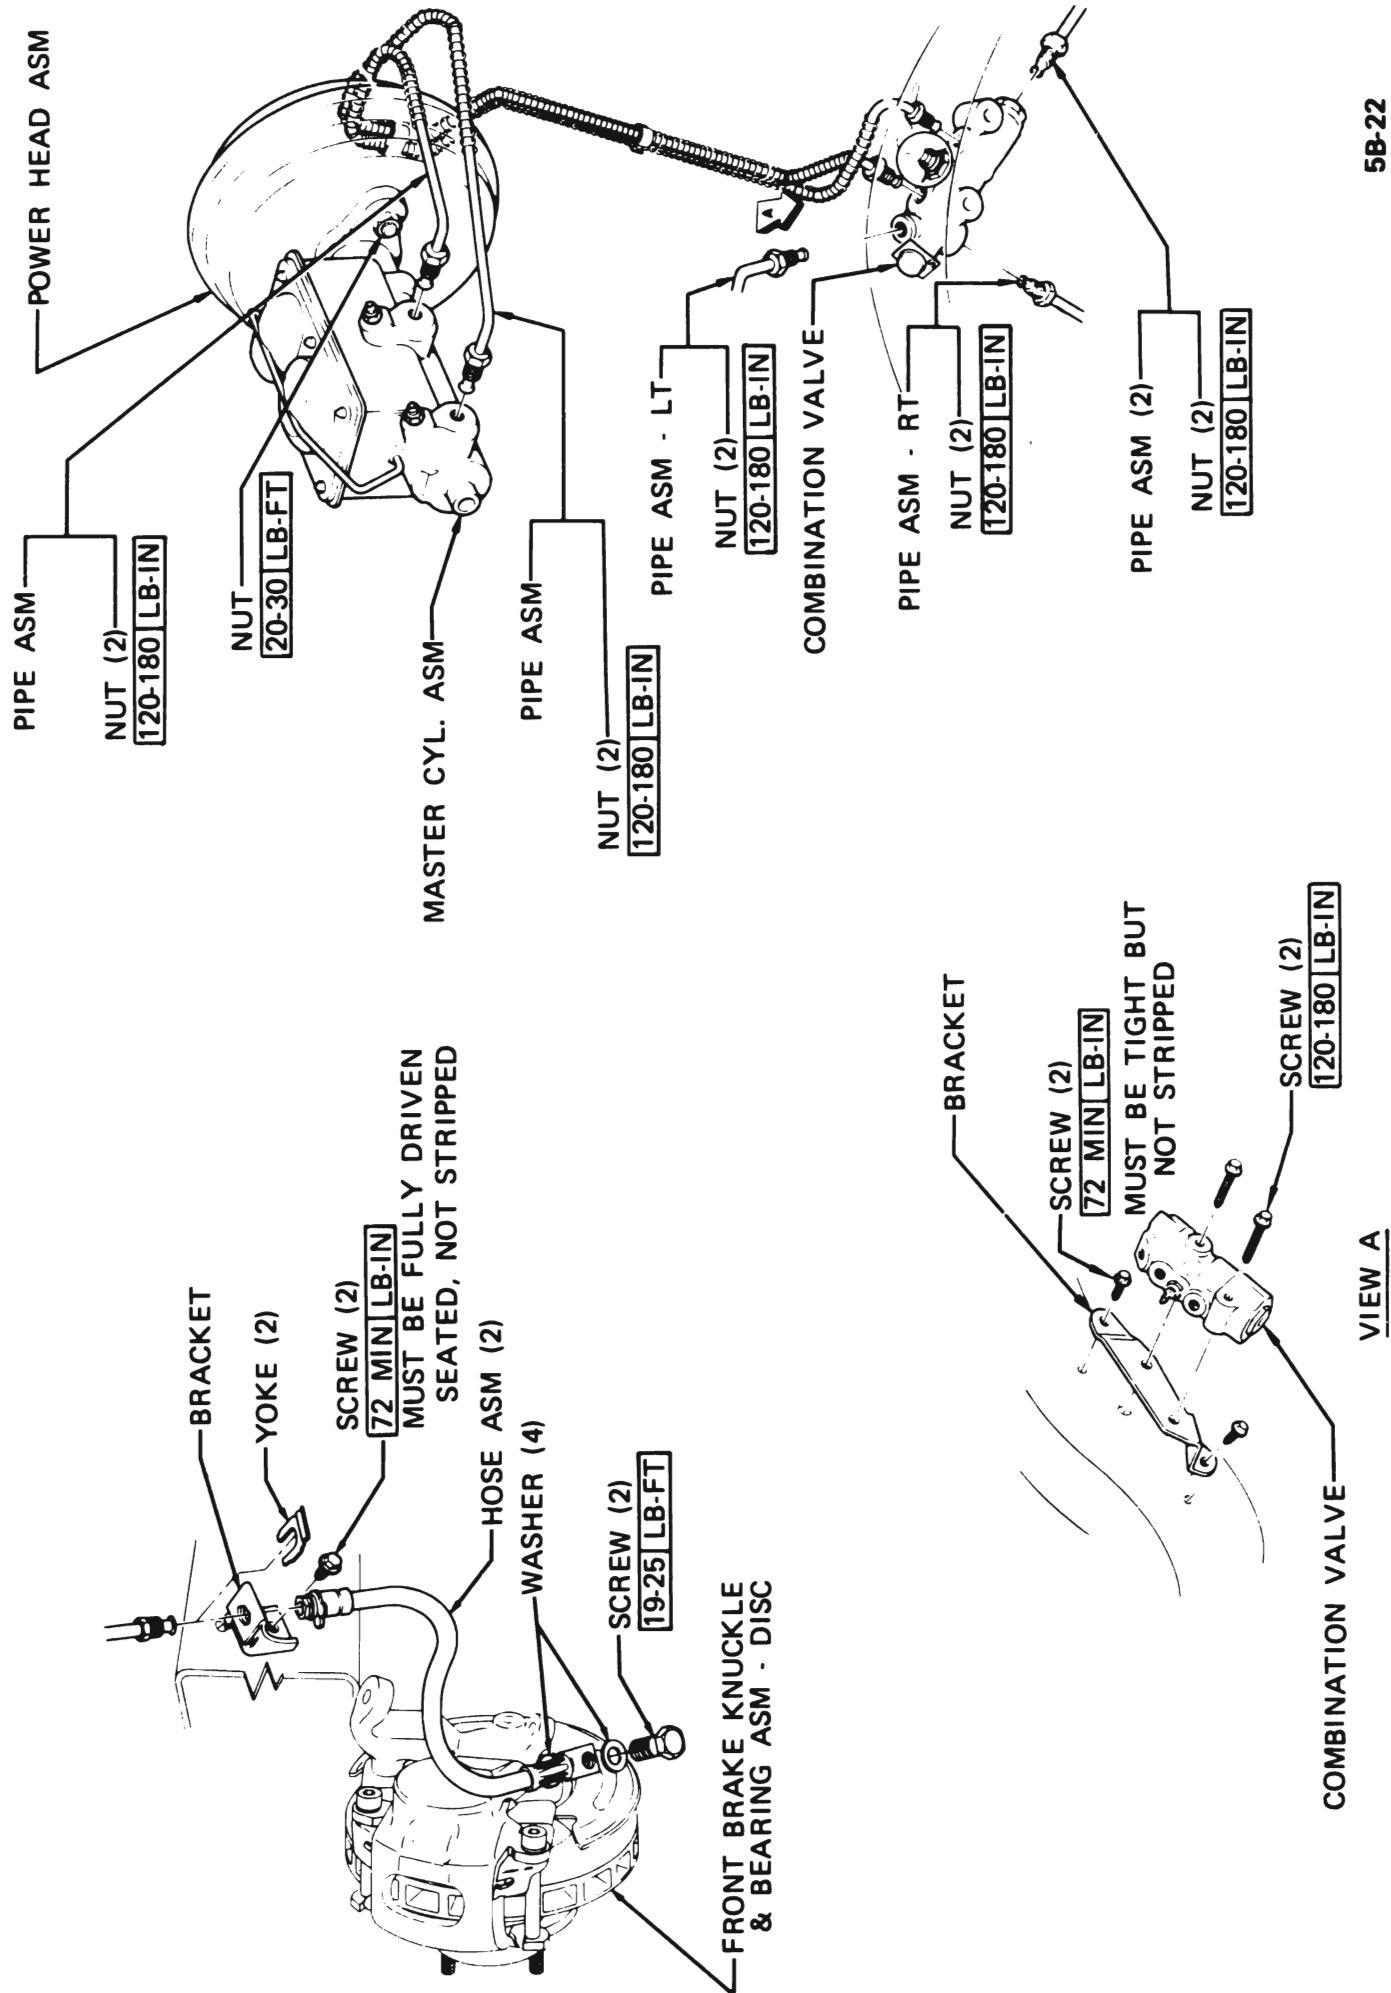 PIPE ASM
NUT (2)
120-180 LB-IN
POWER HEAD ASM
NUT
20-30 LB-FT
MASTER CYL. ASM
PIPE ASM
NUT (2)
120-180 LB-IN
PIPE ASM - LT
NUT (2)
120-180 LB-IN
A
COMBINATION VALVE
PIPE ASM - RT
NUT (2)
120-180 LB-IN
PIPE ASM (2)
NUT (2)
120-180 LB-IN
BRACKET
YOKE (2)
SCREW (2)
72 MIN LB-IN
MUST BE FULLY DRIVEN
SEATED, NOT STRIPPED
HOSE ASM (2)
WASHER (4)
SCREW (2)
19-25 LB-FT
FRONT BRAKE KNUCKLE
& BEARING ASM - DISC
BRACKET
SCREW (2)
72 MIN LB-IN
MUST BE TIGHT BUT
NOT STRIPPED
SCREW (2)
120-180 LB-IN
COMBINATION VALVE
VIEW A
5B-22